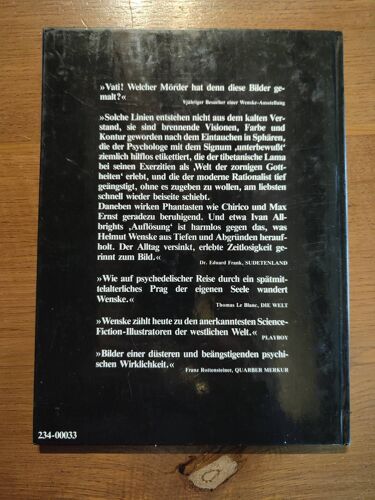 »Vati! Welcher Mörder hat denn diese Bilder ge-
malt?«
9jähriger Besucher einer Wenske-Ausstellung
»Solche Linien entstehen nicht aus dem kalten Ver-
stand, sie sind brennende Visionen, Farbe und
Kontur geworden nach dem Eintauchen in Sphären,
die der Psychologe mit dem Signum ‚unterbewußt‘
ziemlich hilflos etikettiert, die der tibetanische Lama
bei seinen Exerzitien als ‚Welt der zornigen Gott-
heiten‘ erlebt, und die der moderne Rationalist tief
geängstigt, ohne es zugeben zu wollen, am liebsten
schnell wieder beiseite schiebt.
Daneben wirken Phantasten wie Chirico und Max
Ernst geradezu beruhigend. Und etwa Ivan All-
brights ‚Auflösung‘ ist harmlos gegen das, was
Helmut Wenske aus Tiefen und Abgründen herauf-
holt. Der Alltag versinkt, erlebte Zeitlosigkeit ge-
rinnt zum Bild.«
Dr. Eduard Frank, SUDETENLAND
»Wie auf psychedelischer Reise durch ein spätmit-
telalterliches Prag der eigenen Seele wandert
Wenske.«
Thomas Le Blanc, DIE WELT
»Wenske zählt heute zu den anerkanntesten Science-
Fiction-Illustratoren der westlichen Welt.«
PLAYBOY
»Bilder einer düsteren und beängstigenden psychi-
schen Wirklichkeit.«
Franz Rottensteiner, QUARBER MERKUR
234-00033